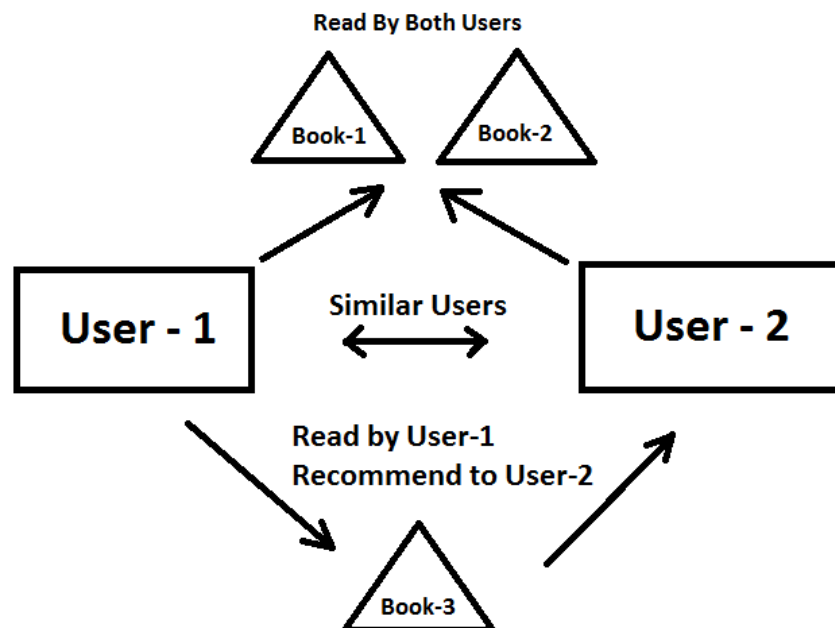 Read By Both Users
Book-1
Book-2
User - 1
Similar Users
User - 2
Read by User-1
Recommend to User-2
Book-3